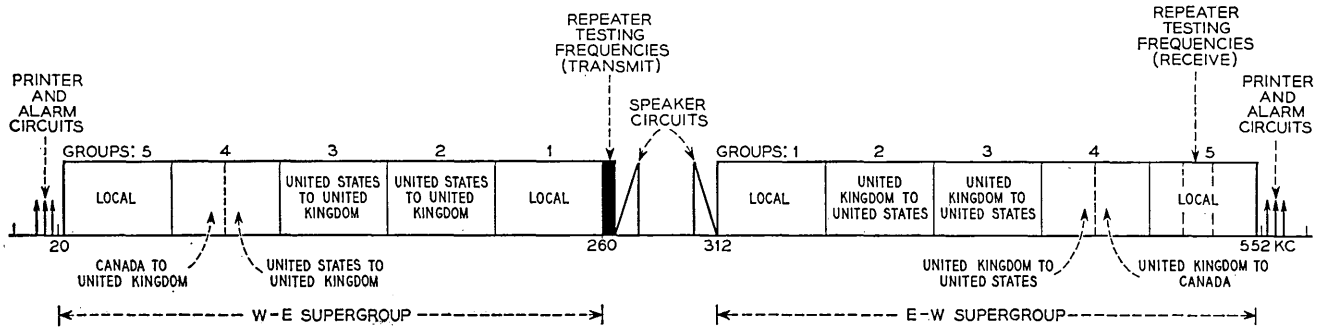 REPEATER
TESTING
FREQUENCIES
(TRANSMIT)
REPEATER
TESTING
FREQUENCIES
(RECEIVE)
PRINTER
AND
ALARM
CIRCUITS
SPEAKER
CIRCUITS
PRINTER
AND
ALARM
CIRCUITS
GROUPS: 5 4 3 2 1
GROUPS: 1 2 3 4 5
LOCAL
UNITED STATES
TO UNITED
KINGDOM
UNITED STATES
TO UNITED
KINGDOM
LOCAL
LOCAL
UNITED
KINGDOM TO
UNITED STATES
UNITED
KINGDOM TO
UNITED STATES
LOCAL
20 260 312 552 KC
CANADA TO
UNITED KINGDOM
UNITED STATES TO
UNITED KINGDOM
UNITED KINGDOM TO
UNITED STATES
UNITED KINGDOM TO
CANADA
W-E SUPERGROUP
E-W SUPERGROUP